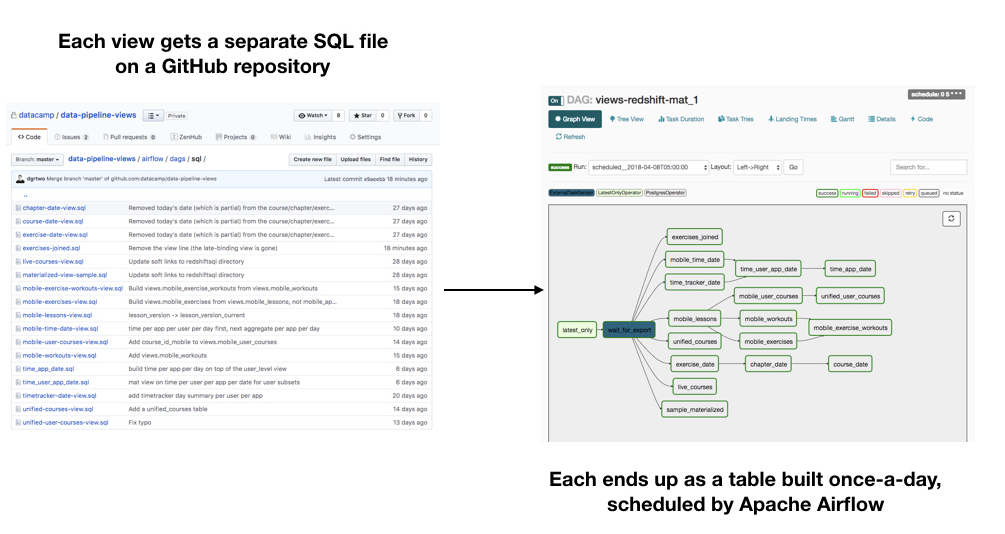 Each view gets a separate SQL file
on a GitHub repository
datacamp / data-pipeline-views Private
Watch 8 Star 0 Fork 0
Code Issues 2 Pull requests 0 ZenHub Projects 0 Wiki Insights Settings
Branch: master data-pipeline-views / airflow / dags / sql / Create new file Upload files Find file History
dgrtwo Merge branch 'master' of github.com:datacamp/data-pipeline-views Latest commit e9aeebb 18 minutes ago
..
chapter-date-view.sql Removed today's date (which is partial) from the course/chapter/exerc... 27 days ago
course-date-view.sql Removed today's date (which is partial) from the course/chapter/exerc... 27 days ago
exercise-date-view.sql Removed today's date (which is partial) from the course/chapter/exerc... 27 days ago
exercises-joined.sql Remove the view line (the late-binding view is gone) 18 minutes ago
live-courses-view.sql Update soft links to redshiftsql directory 28 days ago
materialized-view-sample.sql Update soft links to redshiftsql directory 28 days ago
mobile-exercise-workouts-view.sql Build views.mobile_exercise_workouts from views.mobile_workouts 15 days ago
mobile-exercises-view.sql Build views.mobile_exercises from views.mobile_lessons, not mobile_ap... 18 days ago
mobile-lessons-view.sql lesson_version -> lesson_version_current 18 days ago
mobile-time-date-view.sql time per app per user per day first, next aggregate per app per day 10 days ago
mobile-user-courses-view.sql Add course_id_mobile to views.mobile_user_courses 14 days ago
mobile-workouts-view.sql Add views.mobile_workouts 15 days ago
time_app_date.sql build time per app per day on top of the user_level view 6 days ago
time_user_app_date.sql mat view on time per user per app per date for user subsets 6 days ago
timetracker-date-view.sql add timetracker day summary per user per app 20 days ago
unified-courses-view.sql Add a unified_courses table 14 days ago
unified-user-courses-view.sql Fix typo 13 days ago
On DAG: views-redshift-mat_1 schedule: 0 5 * * *
Graph View Tree View Task Duration Task Tries Landing Times Gantt Details Code
Refresh
success Run: scheduled__2018-04-08T05:00:00 Layout: Left->Right Go Search for...
ExternalTaskSensor LatestOnlyOperator PostgresOperator success running failed skipped retry queued no status
exercises_joined
mobile_time_date
time_user_app_date time_app_date
time_tracker_date
mobile_user_courses unified_user_courses
mobile_lessons mobile_workouts
latest_only wait_for_export mobile_exercise_workouts
unified_courses mobile_exercises
exercise_date chapter_date course_date
live_courses
sample_materialized
Each ends up as a table built once-a-day,
scheduled by Apache Airflow